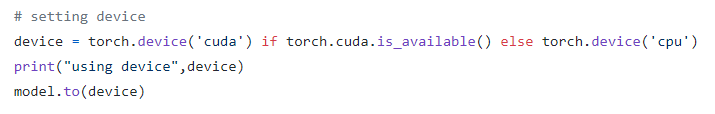 # setting device
device = torch.device('cuda') if torch.cuda.is_available() else torch.device('cpu')
print("using device",device)
model.to(device)